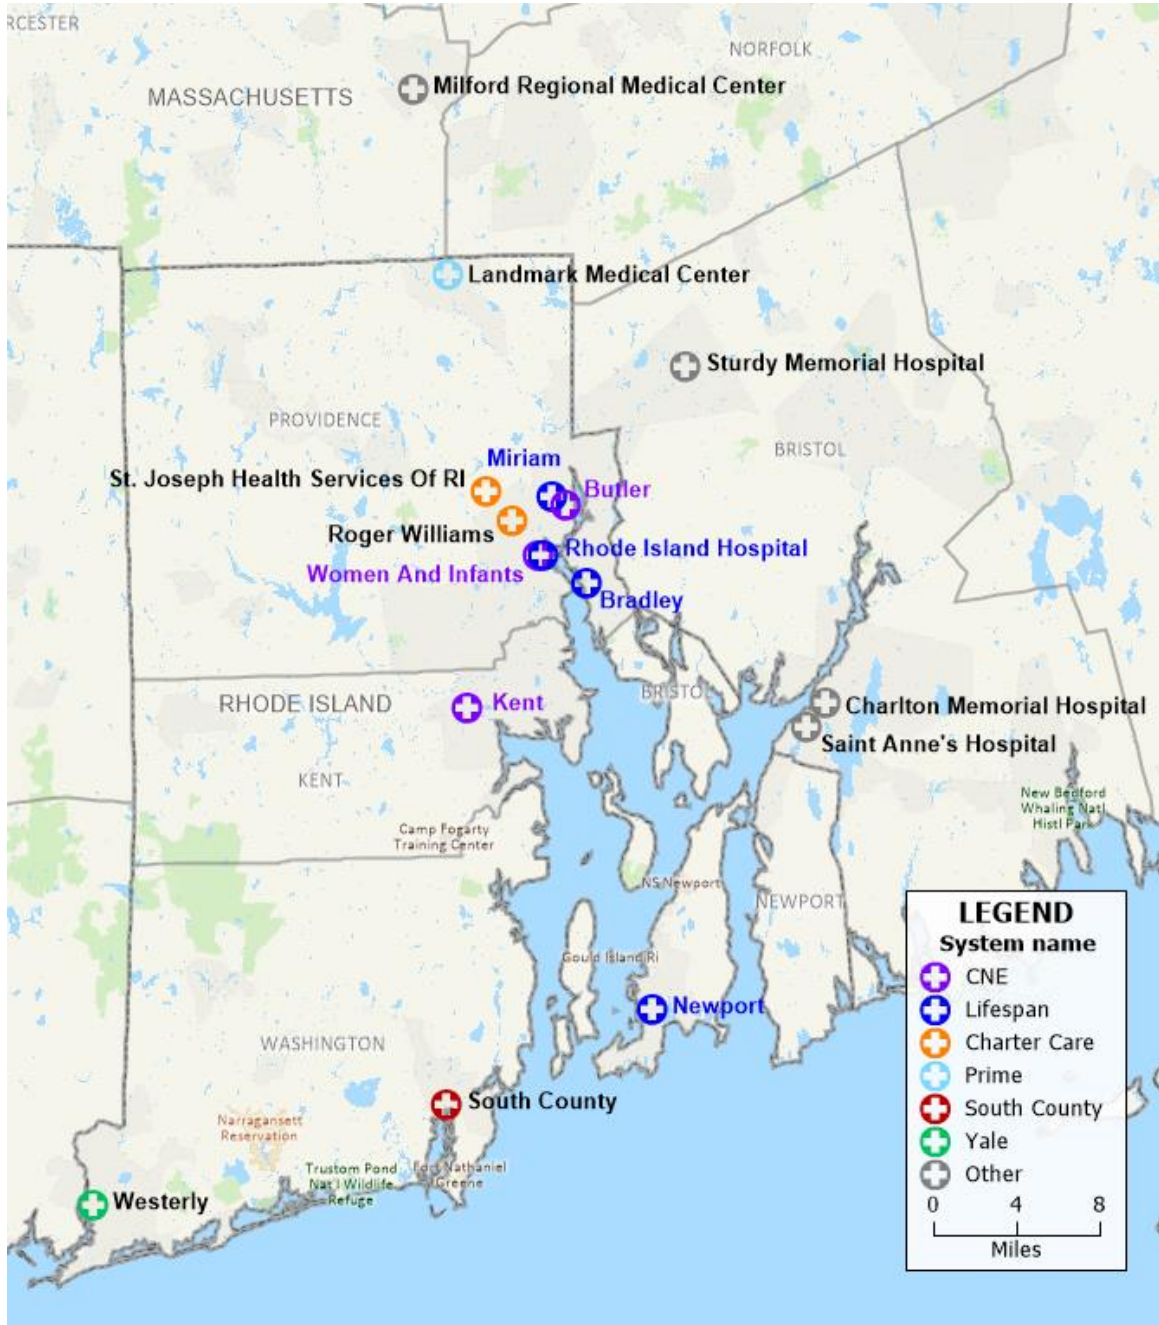 RCESTER
NORFOLK
MASSACHUSETTS
Milford Regional Medical Center
Landmark Medical Center
Sturdy Memorial Hospital
PROVIDENCE
BRISTOL
Miriam
St. Joseph Health Services Of RI
Butler
Roger Williams
Rhode Island Hospital
Women And Infants
Bradley
RHODE ISLAND
Kent
BRISTOL
Charlton Memorial Hospital
Saint Anne's Hospital
KENT
New Bedford
Whaling Natl
Histl Park
Camp Fogarty
Training Center
NS Newport
NEWPORT
Gould Island Ri
Newport
WASHINGTON
South County
Narragansett
Reservation
Trustom Pond
Nat'l Wildlife
Refuge
Fort Nathaniel
Greene
Westerly
LEGEND
System name
CNE
Lifespan
Charter Care
Prime
South County
Yale
Other
0 4 8
Miles